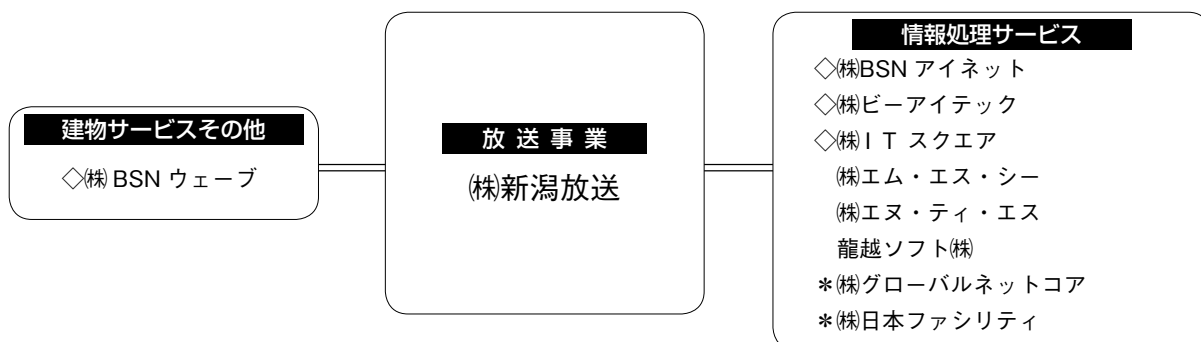 建物サービスその他
◇㈱ BSN ウェーブ
放送事業
㈱新潟放送
情報処理サービス
◇㈱BSN アイネット
◇㈱ビーアイテック
◇㈱ I T スクエア
㈱エム・エス・シー
㈱エヌ・ティ・エス
龍越ソフト㈱
＊㈱グローバルネットコア
＊㈱日本ファシリティ